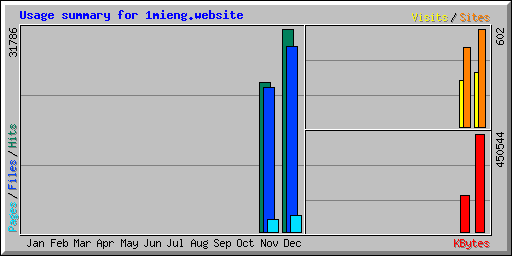 Usage summary for 1mieng.website
Visits/Sites
31786
602
Pages/Files/Hits
450544
Jan Feb Mar Apr May Jun Jul Aug Sep Oct Nov Dec
KBytes